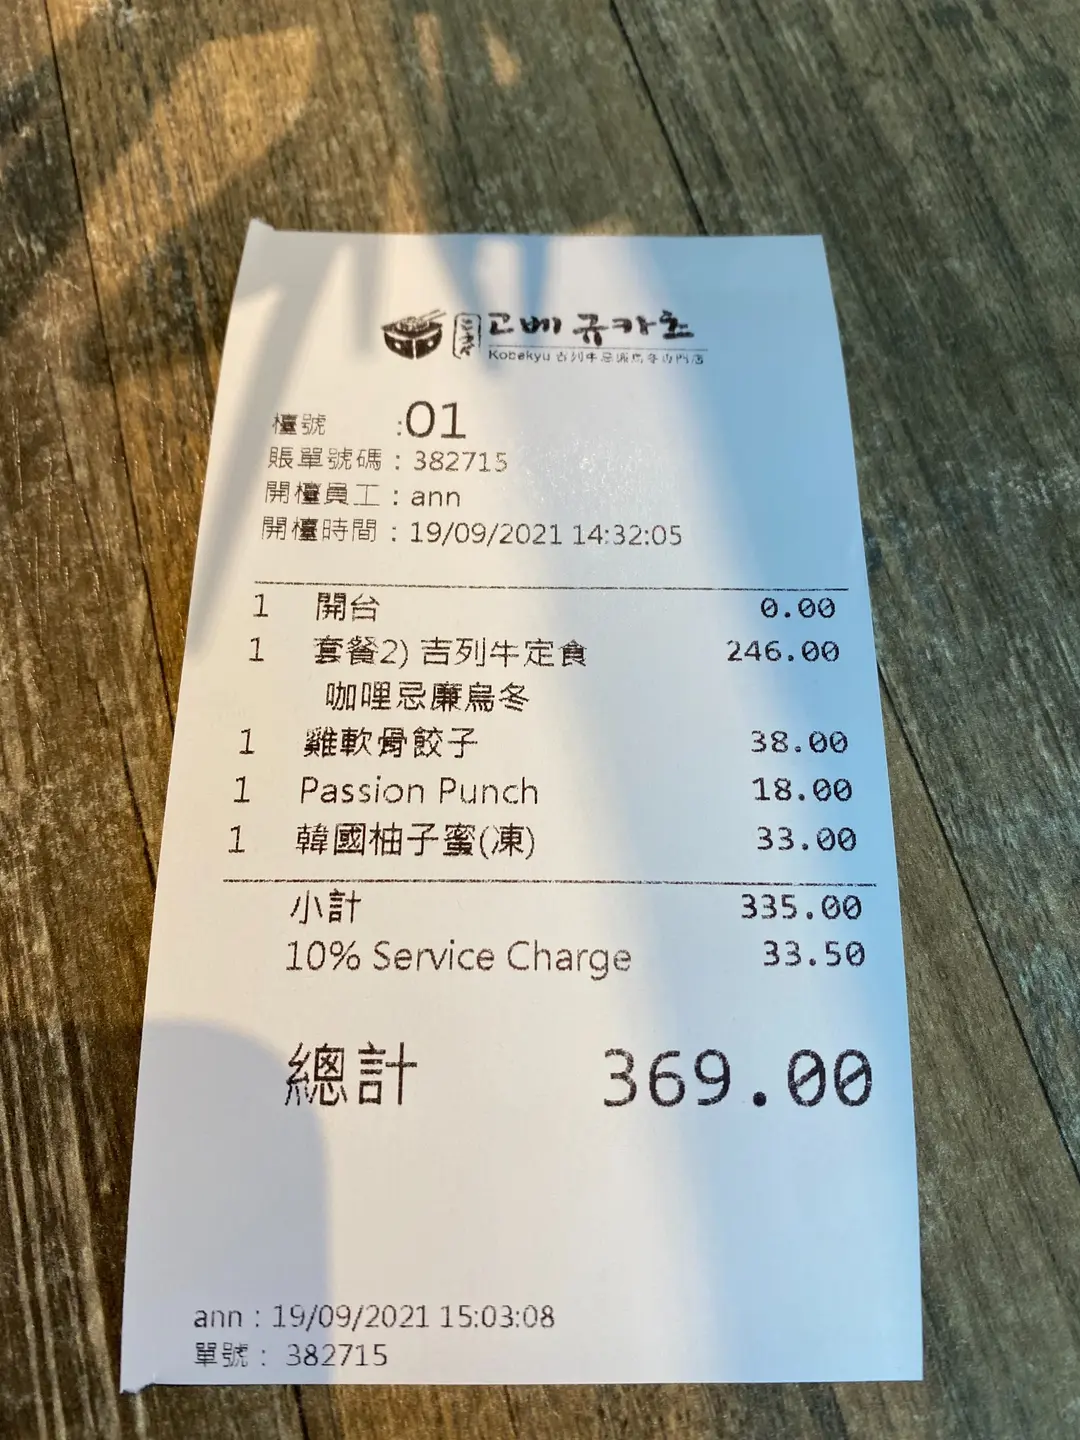 고베 규카츠
Kobekyu 吉列牛忌廉烏冬專門店
檯號 :01
賬單號碼 : 382715
開檯員工 : ann
開檯時間 : 19/09/2021 14:32:05
1 開台 0.00
1 套餐2) 吉列牛定食 246.00
咖哩忌廉烏冬
1 雞軟骨餃子 38.00
1 Passion Punch 18.00
1 韓國柚子蜜(凍) 33.00
小計 335.00
10% Service Charge 33.50
總計 369.00
ann : 19/09/2021 15:03:08
單號 : 382715